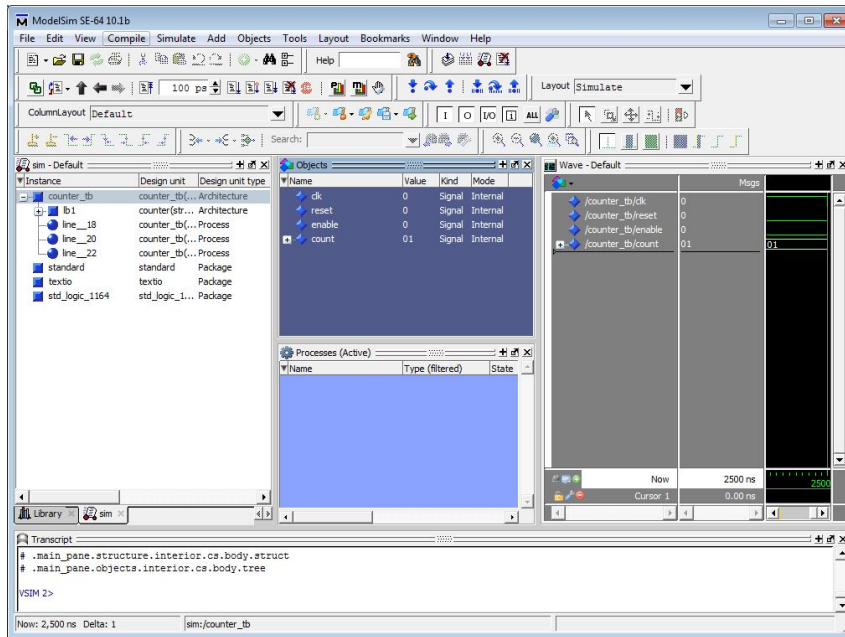 ModelSim SE-64 10.1b
File Edit View Compile Simulate Add Objects Tools Layout Bookmarks Window Help
Help
100 ps Layout Simulate
ColumnLayout Default I O I/O ALL
Search:
sim - Default
Instance Design unit Design unit type
counter_tb counter_tb(... Architecture
lb1 counter(str... Architecture
line__18 counter_tb(... Process
line__20 counter_tb(... Process
line__22 counter_tb(... Process
standard standard Package
textio textio Package
std_logic_1164 std_logic_1... Package
Library sim
Objects
Name Value Kind Mode
clk 0 Signal Internal
reset 0 Signal Internal
enable 0 Signal Internal
count 01 Signal Internal
Processes (Active)
Name Type (filtered) State
Wave - Default
Msgs
/counter_tb/clk 0
/counter_tb/reset 0
/counter_tb/enable 0
/counter_tb/count 01 01
Now 2500 ns 2500
Cursor 1 0.00 ns
Transcript
# .main_pane.structure.interior.cs.body.struct
# .main_pane.objects.interior.cs.body.tree
VSIM 2>
Now: 2,500 ns Delta: 1 sim:/counter_tb